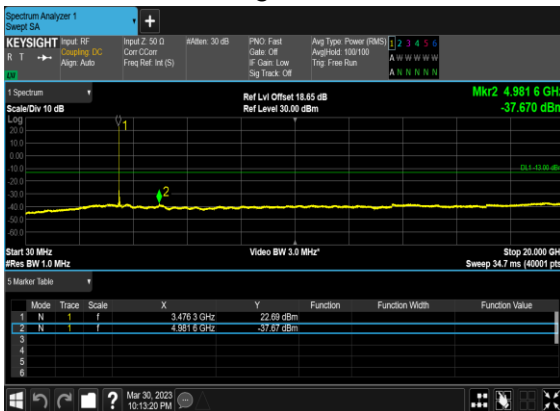 Spectrum Analyzer 1
Swept SA
KEYSIGHT Input: RF Input Z: 50 Ω #Atten: 30 dB PNO: Fast Avg Type: Power (RMS) 1 2 3 4 5 6
R T Coupling: DC Corr CCorr Gate: Off Avg|Hold: 100/100 A W W W W W
Align: Auto Freq Ref: Int (S) IF Gain: Low Trig: Free Run
LV Sig Track: Off A N N N N N
1 Spectrum Ref Lvl Offset 18.65 dB Mkr2 4.981 6 GHz
Scale/Div 10 dB Ref Level 30.00 dBm -37.670 dBm
Log
20.0
10.0
0.00
-10.0
DL1 -13.00 dBm
-20.0
-30.0
-40.0
-50.0
-60.0
1
2
Start 30 MHz Video BW 3.0 MHz* Stop 20.000 GHz
#Res BW 1.0 MHz Sweep 34.7 ms (40001 pts)
5 Marker Table
Mode Trace Scale X Y Function Function Width Function Value
1 N 1 f 3.476 3 GHz 22.69 dBm
2 N 1 f 4.981 6 GHz -37.67 dBm
3
4
5
6
? Mar 30, 2023
10:13:20 PM